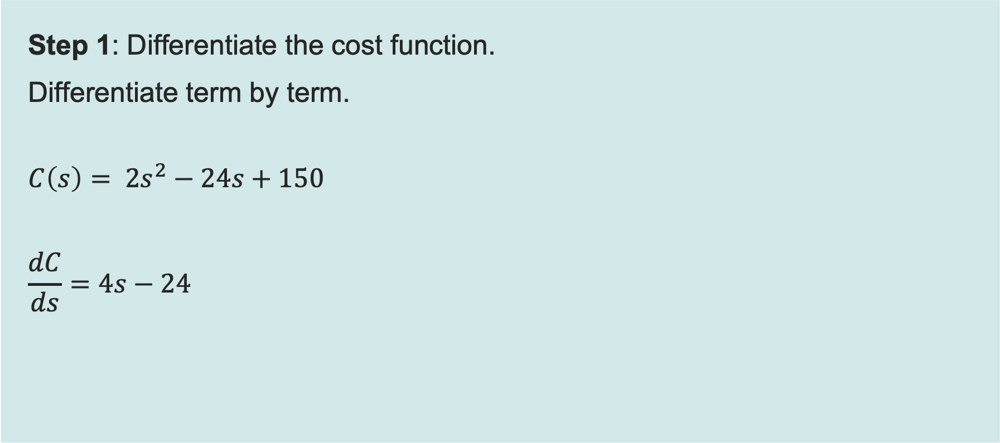 Step 1: Differentiate the cost function.
Differentiate term by term.
C(s) = 2s² − 24s + 150
dC/ds = 4s − 24